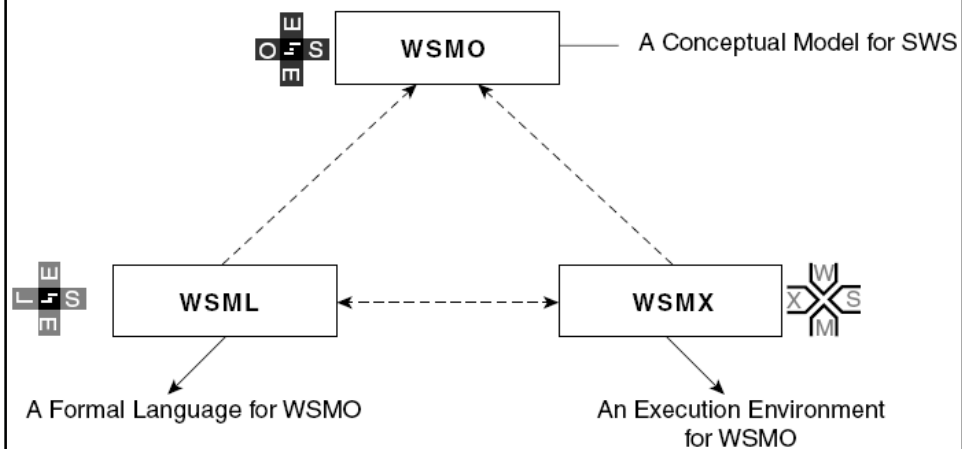 WSMO
A Conceptual Model for SWS
WSML
WSMX
W
X S
M
A Formal Language for WSMO
An Execution Environment
for WSMO